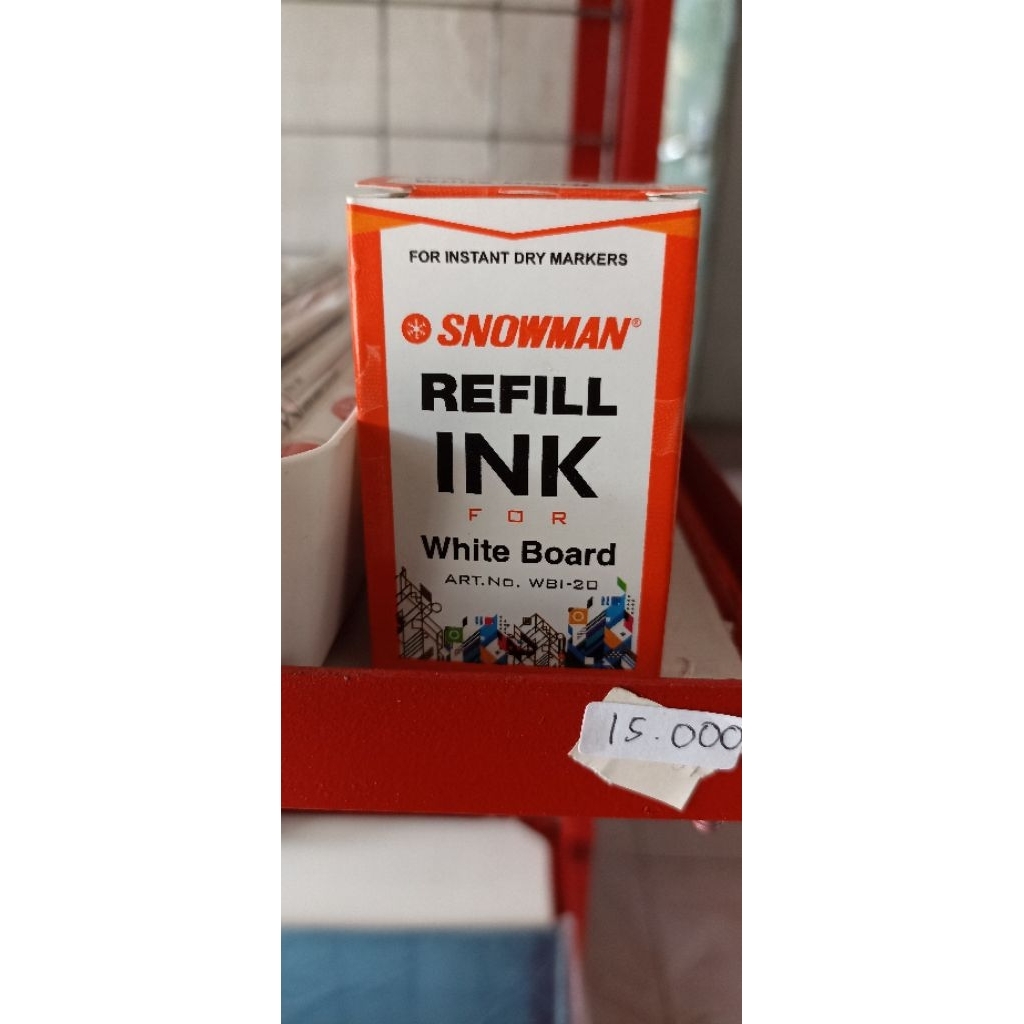 FOR INSTANT DRY MARKERS
SNOWMAN®
REFILL
INK
FOR
White Board
ART.No. WBI-20
15.000